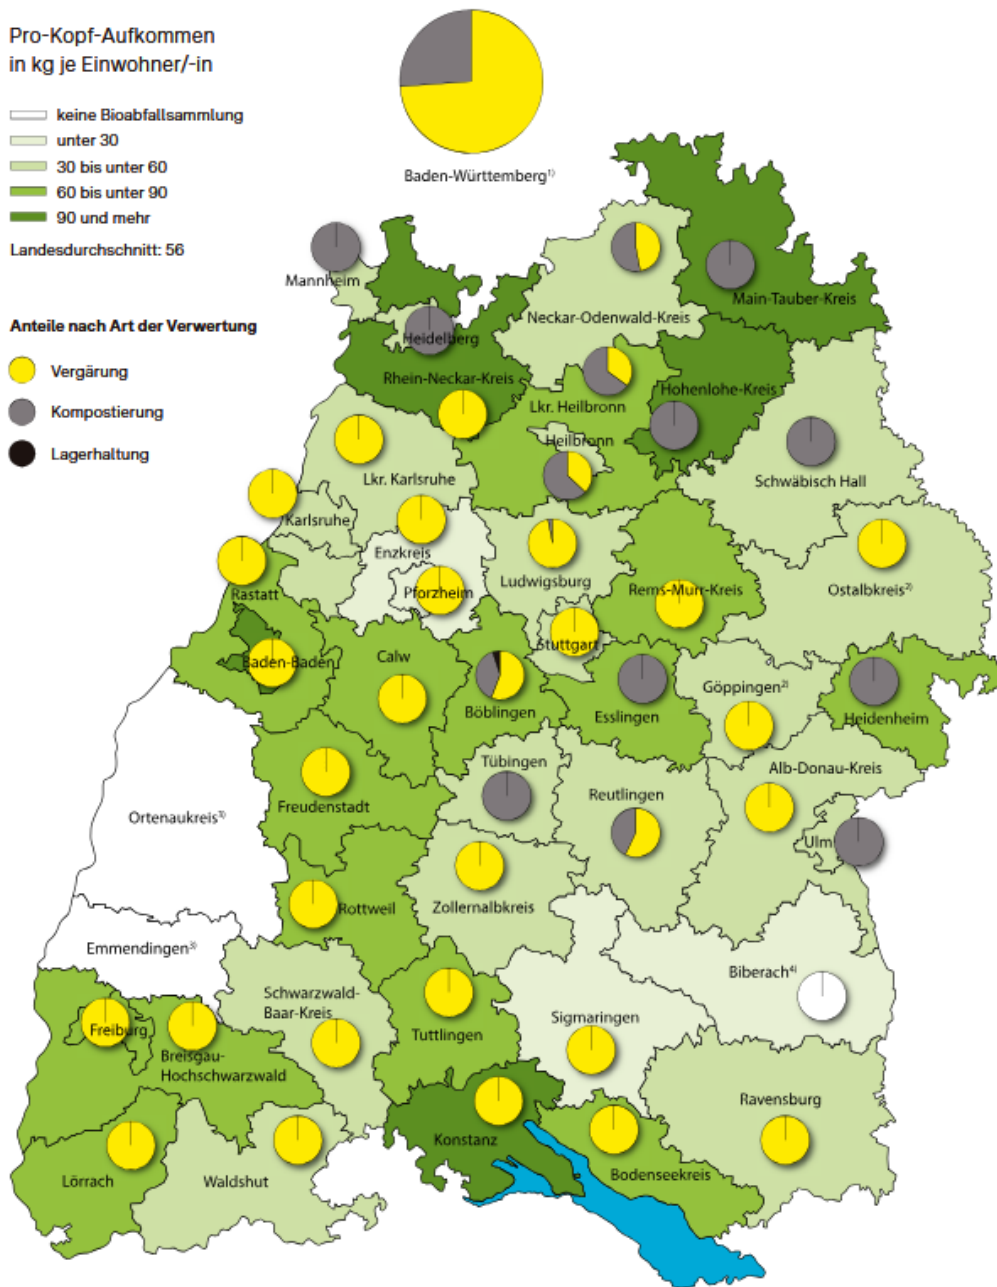 Pro-Kopf-Aufkommen
in kg je Einwohner/-in
keine Bioabfallsammlung
unter 30
30 bis unter 60
60 bis unter 90
90 und mehr
Landesdurchschnitt: 56
Anteile nach Art der Verwertung
Vergärung
Kompostierung
Lagerhaltung
Baden-Württemberg¹⁾
Mannheim
Main-Tauber-Kreis
Neckar-Odenwald-Kreis
Heidelberg
Rhein-Neckar-Kreis
Hohenlohe-Kreis
Lkr. Heilbronn
Heilbronn
Lkr. Karlsruhe
Schwäbisch Hall
Karlsruhe
Enzkreis
Ludwigsburg
Rems-Murr-Kreis
Ostalbkreis²⁾
Rastatt
Pforzheim
Stuttgart
Baden-Baden
Calw
Böblingen
Esslingen
Göppingen²⁾
Heidenheim
Tübingen
Alb-Donau-Kreis
Reutlingen
Freudenstadt
Ortenaukreis³⁾
Ulm
Rottweil
Zollernalbkreis
Emmendingen³⁾
Biberach⁴⁾
Schwarzwald-
Baar-Kreis
Sigmaringen
Freiburg
Tuttlingen
Breisgau-
Hochschwarzwald
Ravensburg
Konstanz
Bodenseekreis
Lörrach
Waldshut